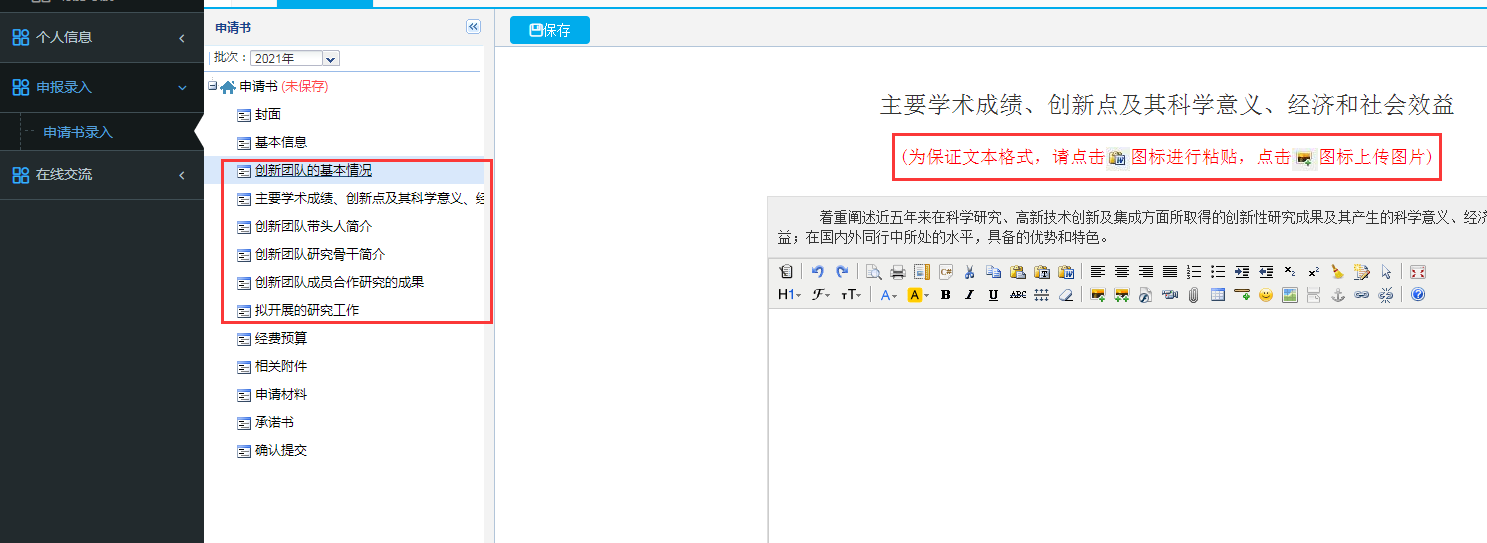 个人信息
申报录入
申请书录入
在线交流
申请书
批次：2021年
申请书 (未保存)
封面
基本信息
创新团队的基本情况
主要学术成绩、创新点及其科学意义、经
创新团队带头人简介
创新团队研究骨干简介
创新团队成员合作研究的成果
拟开展的研究工作
经费预算
相关附件
申请材料
承诺书
确认提交
保存
主要学术成绩、创新点及其科学意义、经济和社会效益
(为保证文本格式，请点击图标进行粘贴，点击图标上传图片)
着重阐述近五年来在科学研究、高新技术创新及集成方面所取得的创新性研究成果及其产生的科学意义、经济
益；在国内外同行中所处的水平，具备的优势和特色。
H1 F TT A A B I U ABC